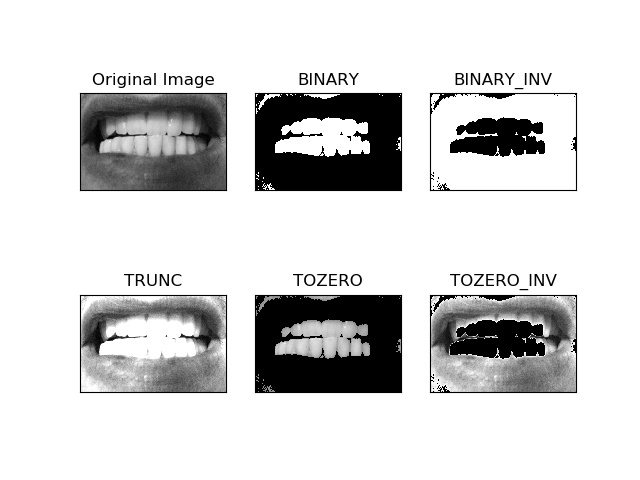 Original Image
BINARY
BINARY_INV
TRUNC
TOZERO
TOZERO_INV